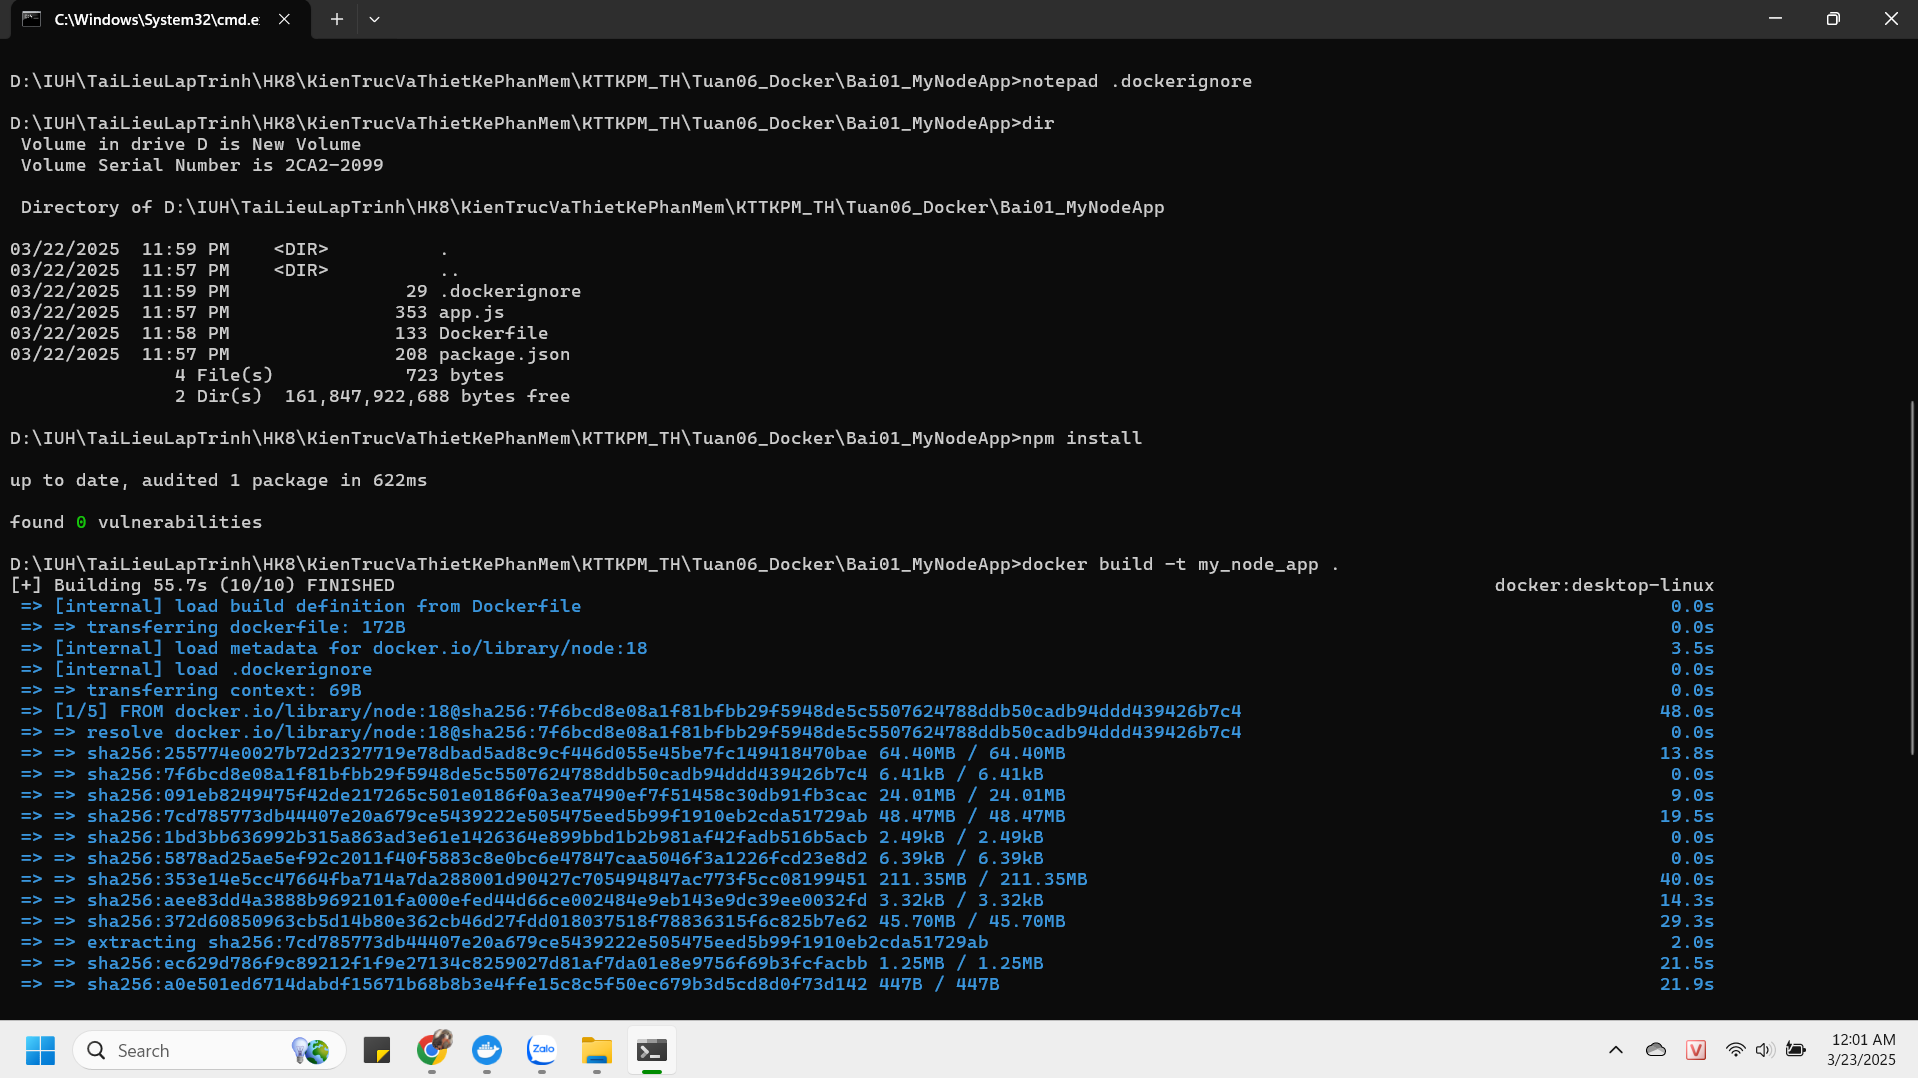 C:\Windows\System32\cmd.e
D:\IUH\TaiLieuLapTrinh\HK8\KienTrucVaThietKePhanMem\KTTKPM_TH\Tuan06_Docker\Bai01_MyNodeApp>notepad .dockerignore
D:\IUH\TaiLieuLapTrinh\HK8\KienTrucVaThietKePhanMem\KTTKPM_TH\Tuan06_Docker\Bai01_MyNodeApp>dir
Volume in drive D is New Volume
Volume Serial Number is 2CA2-2099
Directory of D:\IUH\TaiLieuLapTrinh\HK8\KienTrucVaThietKePhanMem\KTTKPM_TH\Tuan06_Docker\Bai01_MyNodeApp
03/22/2025  11:59 PM    <DIR>          .
03/22/2025  11:57 PM    <DIR>          ..
03/22/2025  11:59 PM                29 .dockerignore
03/22/2025  11:57 PM               353 app.js
03/22/2025  11:58 PM               133 Dockerfile
03/22/2025  11:57 PM               208 package.json
4 File(s)            723 bytes
2 Dir(s)  161,847,922,688 bytes free
D:\IUH\TaiLieuLapTrinh\HK8\KienTrucVaThietKePhanMem\KTTKPM_TH\Tuan06_Docker\Bai01_MyNodeApp>npm install
up to date, audited 1 package in 622ms
found 0 vulnerabilities
D:\IUH\TaiLieuLapTrinh\HK8\KienTrucVaThietKePhanMem\KTTKPM_TH\Tuan06_Docker\Bai01_MyNodeApp>docker build -t my_node_app .
[+] Building 55.7s (10/10) FINISHED docker:desktop-linux
=> [internal] load build definition from Dockerfile 0.0s
=> => transferring dockerfile: 172B 0.0s
=> [internal] load metadata for docker.io/library/node:18 3.5s
=> [internal] load .dockerignore 0.0s
=> => transferring context: 69B 0.0s
=> [1/5] FROM docker.io/library/node:18@sha256:7f6bcd8e08a1f81bfbb29f5948de5c5507624788ddb50cadb94ddd439426b7c4 48.0s
=> => resolve docker.io/library/node:18@sha256:7f6bcd8e08a1f81bfbb29f5948de5c5507624788ddb50cadb94ddd439426b7c4 0.0s
=> => sha256:255774e0027b72d2327719e78dbad5ad8c9cf446d055e45be7fc149418470bae 64.40MB / 64.40MB 13.8s
=> => sha256:7f6bcd8e08a1f81bfbb29f5948de5c5507624788ddb50cadb94ddd439426b7c4 6.41kB / 6.41kB 0.0s
=> => sha256:091eb8249475f42de217265c501e0186f0a3ea7490ef7f51458c30db91fb3cac 24.01MB / 24.01MB 9.0s
=> => sha256:7cd785773db44407e20a679ce5439222e505475eed5b99f1910eb2cda51729ab 48.47MB / 48.47MB 19.5s
=> => sha256:1bd3bb636992b315a863ad3e61e1426364e899bbd1b2b981af42fadb516b5acb 2.49kB / 2.49kB 0.0s
=> => sha256:5878ad25ae5ef92c2011f40f5883c8e0bc6e47847caa5046f3a1226fcd23e8d2 6.39kB / 6.39kB 0.0s
=> => sha256:353e14e5cc47664fba714a7da288001d90427c705494847ac773f5cc08199451 211.35MB / 211.35MB 40.0s
=> => sha256:aee83dd4a3888b9692101fa000efed44d66ce002484e9eb143e9dc39ee0032fd 3.32kB / 3.32kB 14.3s
=> => sha256:372d60850963cb5d14b80e362cb46d27fdd018037518f78836315f6c825b7e62 45.70MB / 45.70MB 29.3s
=> => extracting sha256:7cd785773db44407e20a679ce5439222e505475eed5b99f1910eb2cda51729ab 2.0s
=> => sha256:ec629d786f9c89212f1f9e27134c8259027d81af7da01e8e9756f69b3fcfacbb 1.25MB / 1.25MB 21.5s
=> => sha256:a0e501ed6714dabdf15671b68b8b3e4ffe15c8c5f50ec679b3d5cd8d0f73d142 447B / 447B 21.9s
Search
Zalo
V
12:01 AM
3/23/2025